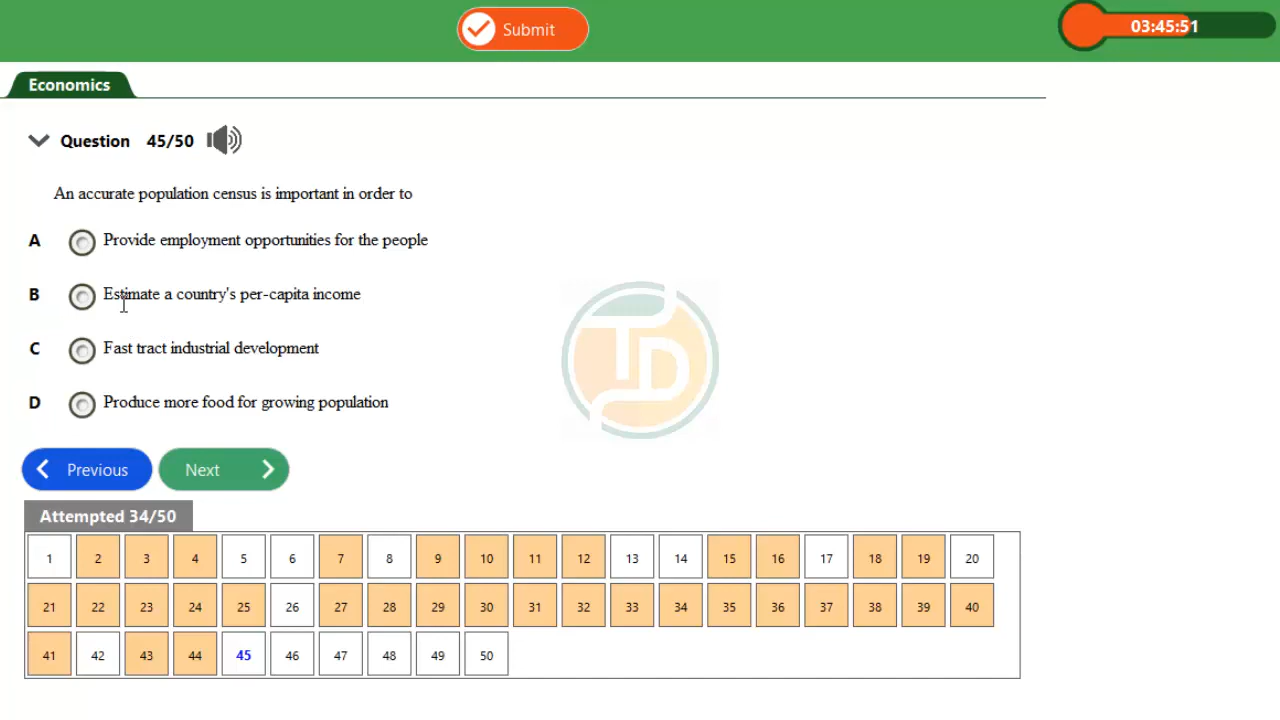 Submit
03:45:51
Economics
Question 45/50
An accurate population census is important in order to
A Provide employment opportunities for the people
B Estimate a country's per-capita income
C Fast tract industrial development
D Produce more food for growing population
Previous Next
Attempted 34/50
1 2 3 4 5 6 7 8 9 10 11 12 13 14 15 16 17 18 19 20
21 22 23 24 25 26 27 28 29 30 31 32 33 34 35 36 37 38 39 40
41 42 43 44 45 46 47 48 49 50
TD